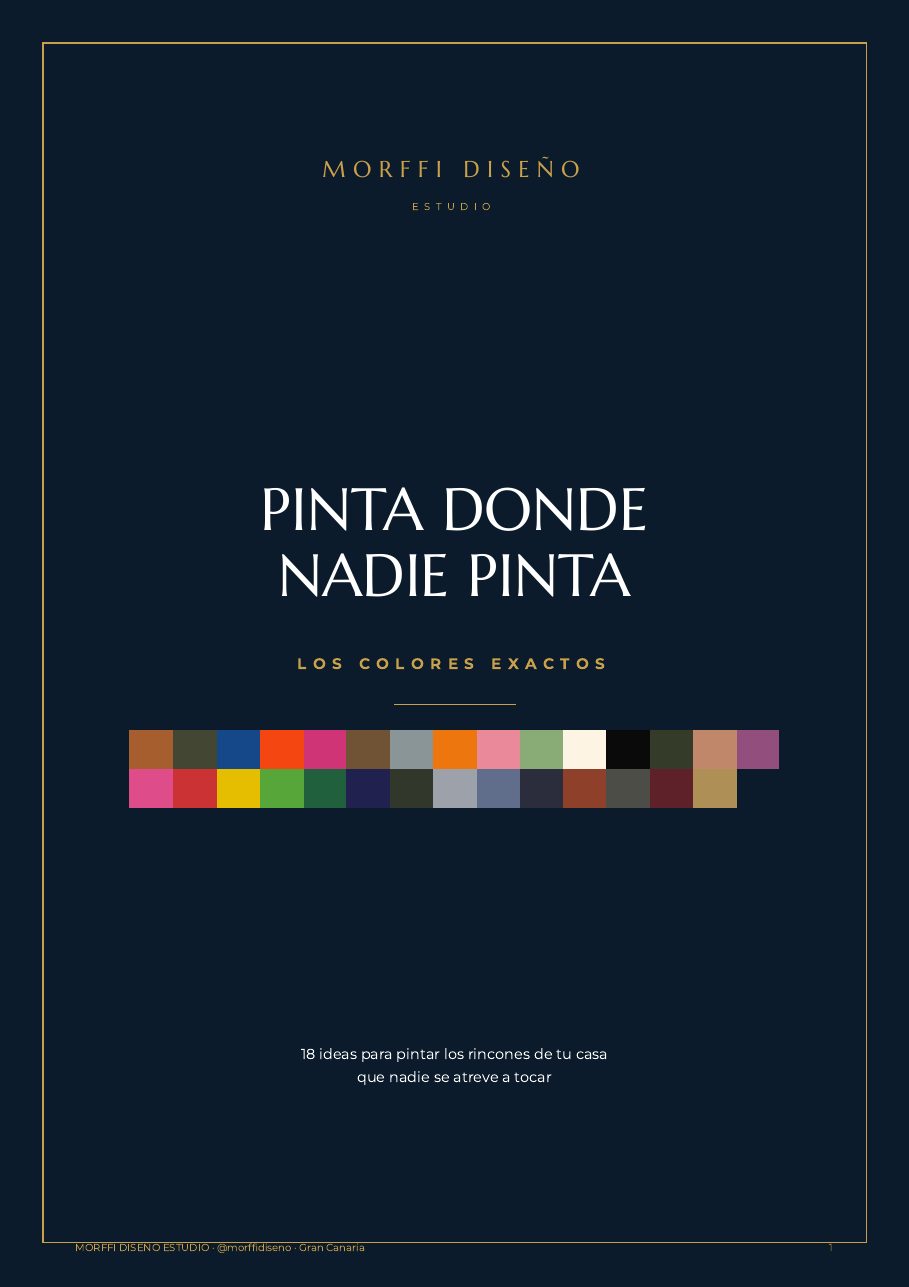 MORFFI DISEÑO
ESTUDIO
PINTA DONDE
NADIE PINTA
LOS COLORES EXACTOS
18 ideas para pintar los rincones de tu casa
que nadie se atreve a tocar
MORFFI DISENO ESTUDIO · @morffidiseno · Gran Canaria
1